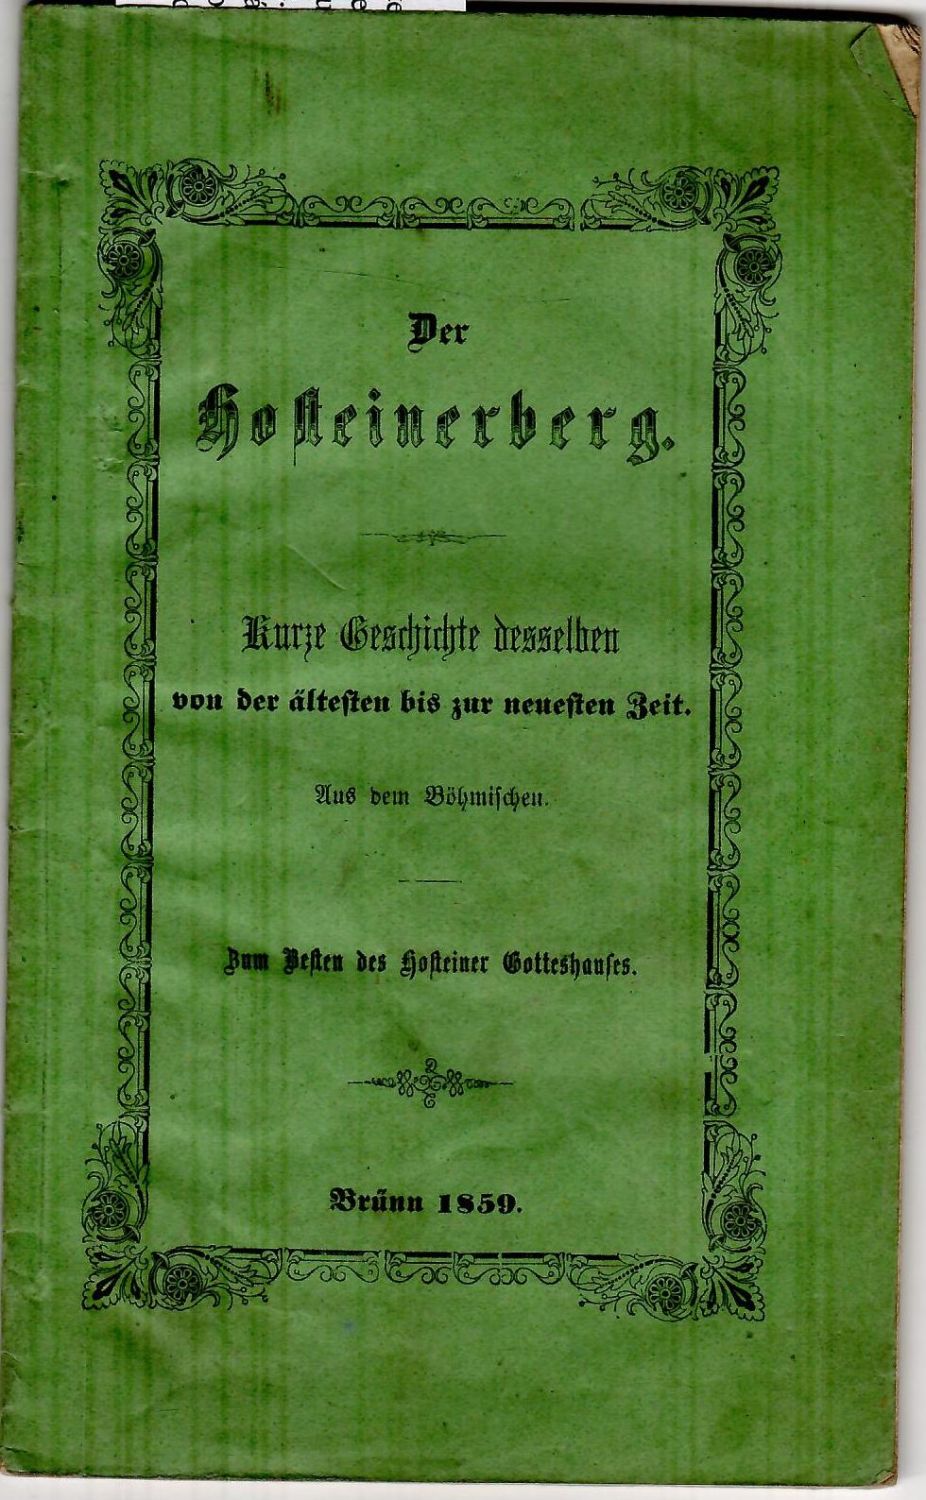 Der
Hosteinerberg.
Kurze Geschichte desselben
von der ältesten bis zur neuesten Zeit.
Aus dem Böhmischen.
Zum Besten des Hosteiner Gotteshauses.
Brünn 1859.